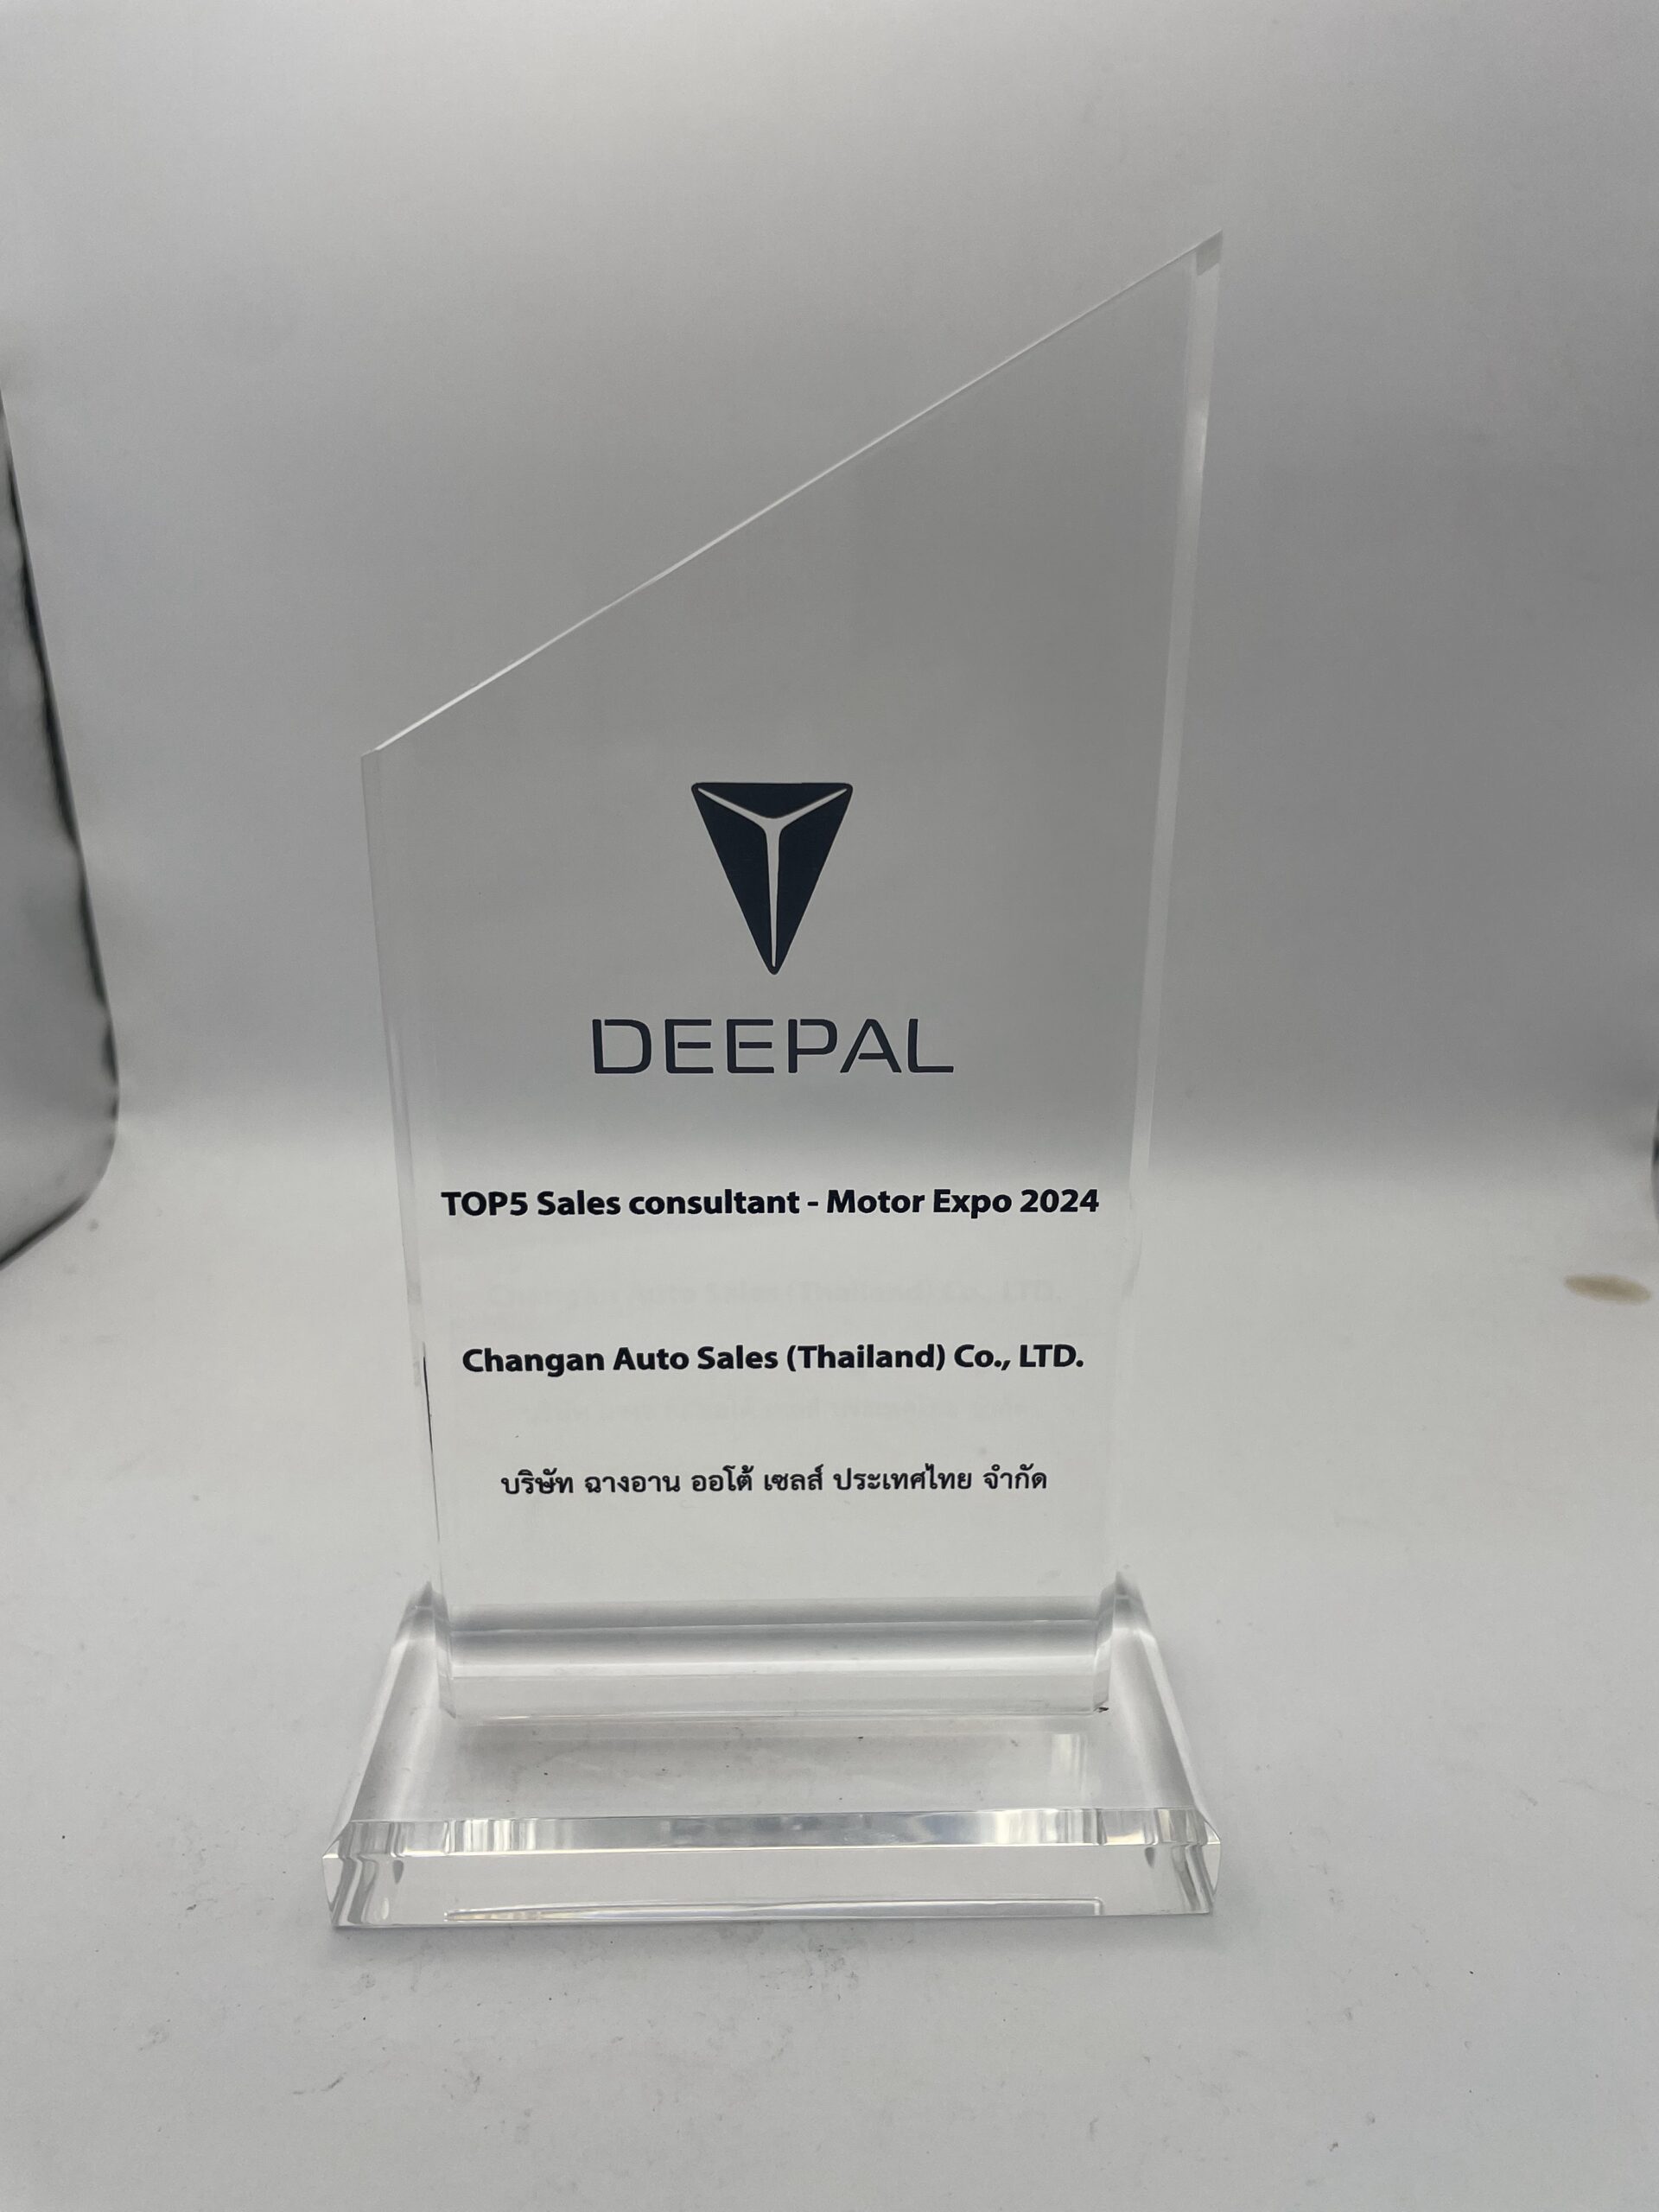 DEEPAL
TOP5 Sales consultant - Motor Expo 2024
Changan Auto Sales (Thailand) Co., LTD.
บริษัท ฉางอาน ออโต้ เซลส์ ประเทศไทย จำกัด